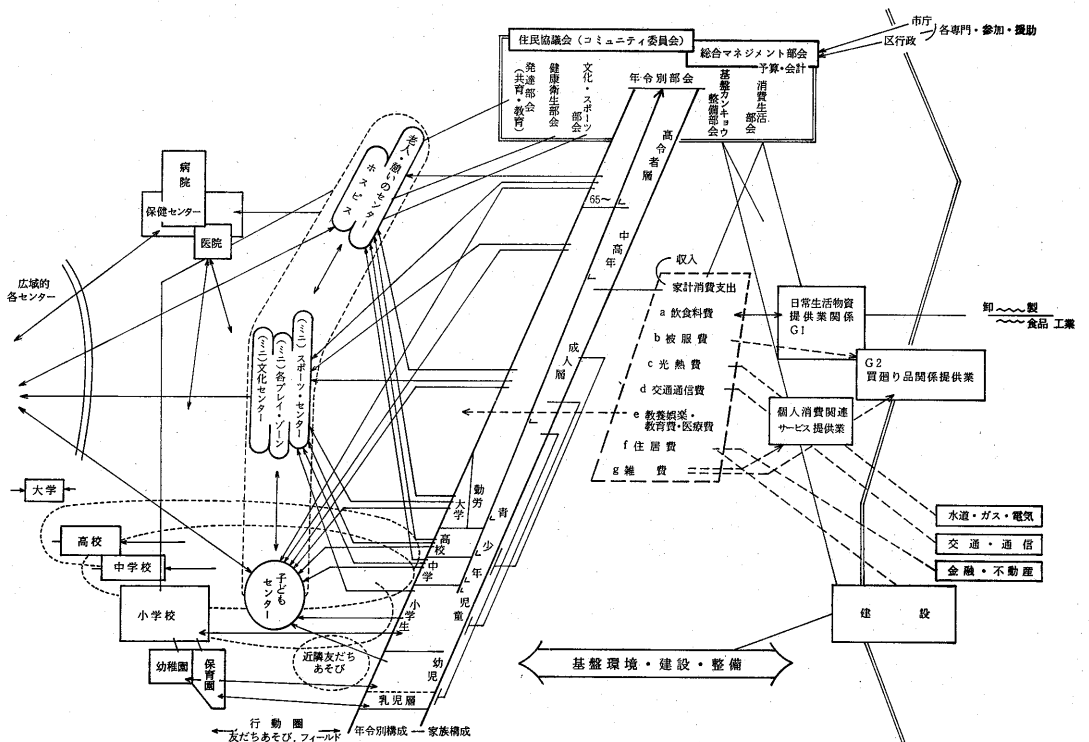 住民協議会(コミュニティ委員会)
総合マネジメント部会
予算・会計
市庁
区行政
各専門・参加・援助
発達部会
(共育・教育)
健康衛生部会
文化・スポーツ
部会
年令別部会
基盤カンキョウ
整備部会
消費生活
部会
高令者層
65〜
中高年
成人層
青
少
年
児童
幼児
乳児層
勤労
大学
高校
中学
小学生
老人・憩いのセンター
ホスピス
病院
保健センター
医院
広域的
各センター
(ミニ)スポーツ・センター
(ミニ)各プレイ・ゾーン
(ミニ)文化センター
大学
高校
中学校
小学校
幼稚園
保育園
子ども
センター
近隣友だち
あそび
収入
家計消費支出
a 飲食料費
b 被服費
c 光熱費
d 交通通信費
e 教養娯楽・
教育費・医療費
f 住居費
g 雑費
日常生活物資
提供業関係
G1
卸 製
食品 工業
G2
買廻り品関係提供業
個人消費関連
サービス提供業
水道・ガス・電気
交通・通信
金融・不動産
建設
基盤環境・建設・整備
行動圏
友だちあそび、フィールド
年令別構成―家族構成